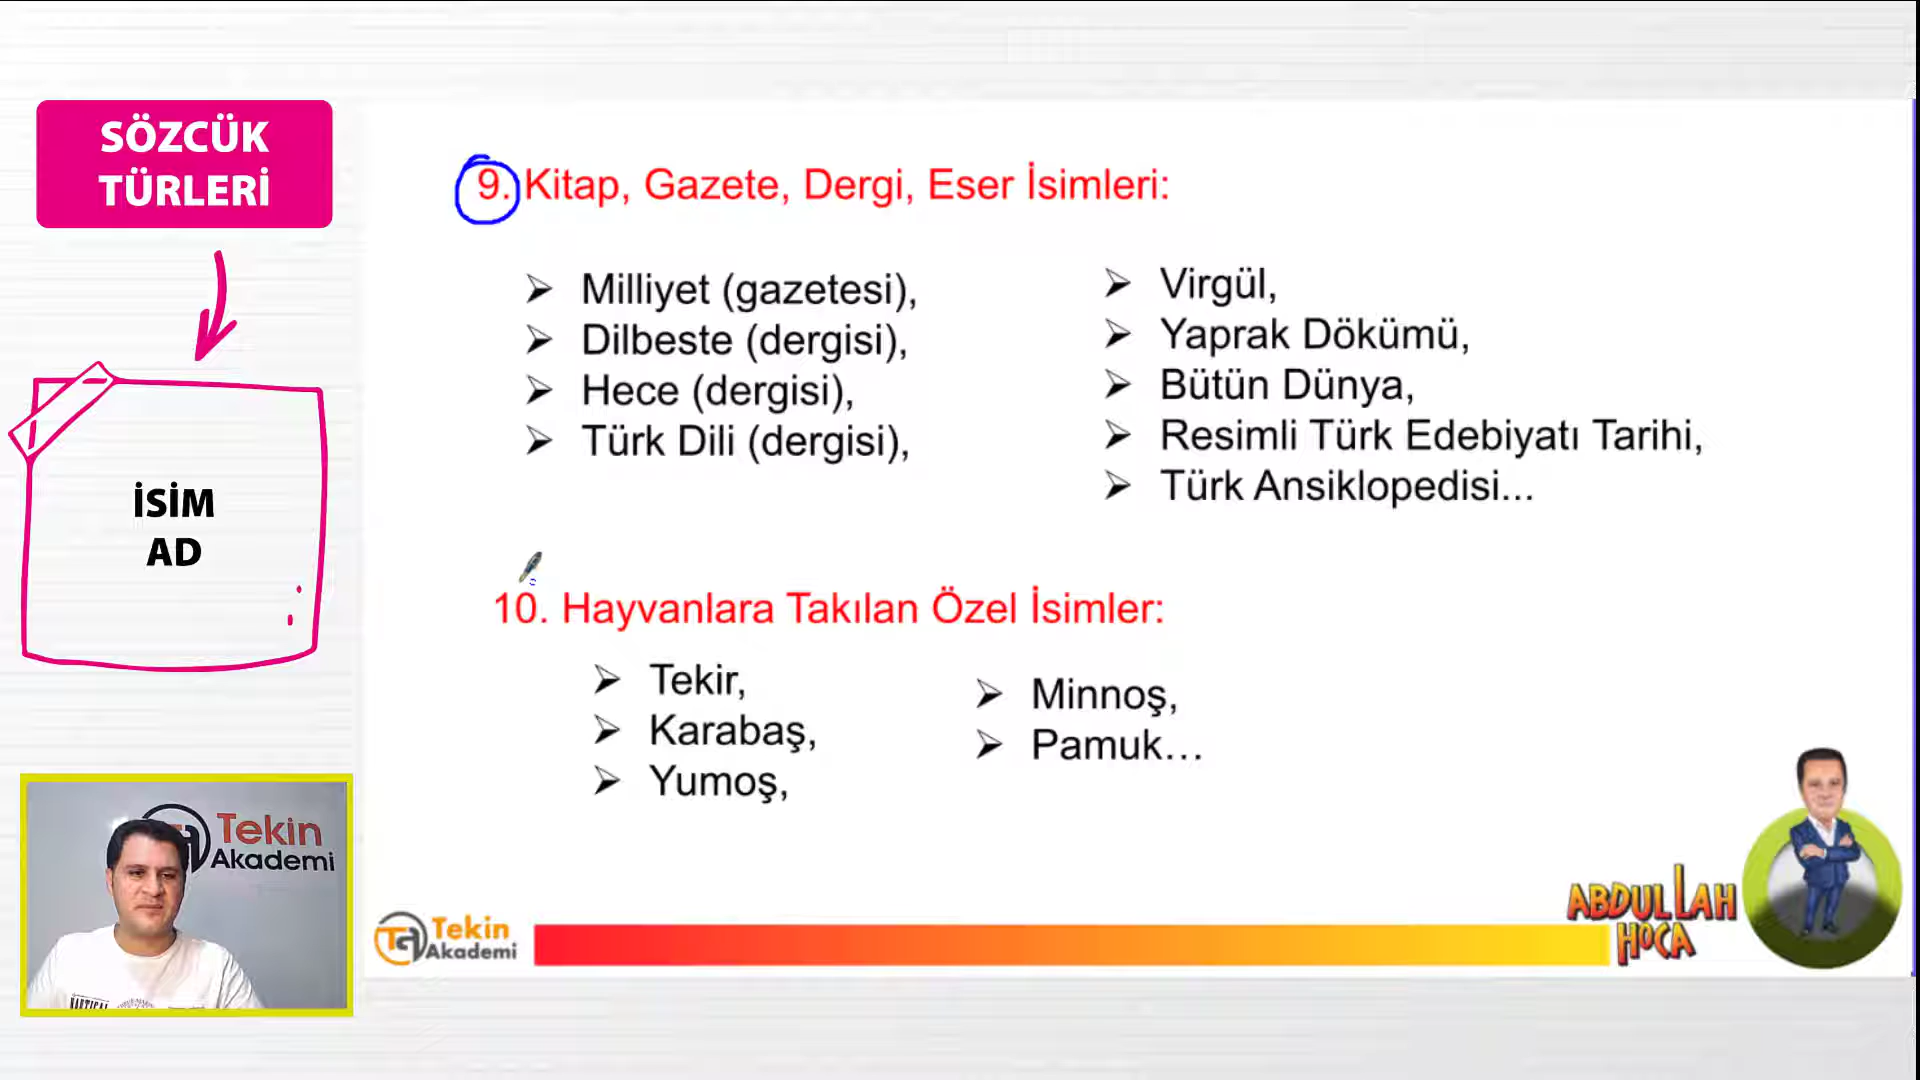 SÖZCÜK
TÜRLERİ
İSİM
AD
9. Kitap, Gazete, Dergi, Eser İsimleri:
➢ Milliyet (gazetesi),
➢ Dilbeste (dergisi),
➢ Hece (dergisi),
➢ Türk Dili (dergisi),
➢ Virgül,
➢ Yaprak Dökümü,
➢ Bütün Dünya,
➢ Resimli Türk Edebiyatı Tarihi,
➢ Türk Ansiklopedisi...
10. Hayvanlara Takılan Özel İsimler:
➢ Tekir,
➢ Karabaş,
➢ Yumoş,
➢ Minnoş,
➢ Pamuk...
Tekin
Akademi
NAUTICAL
Tekin
Akademi
ABDULLAH
HOCA